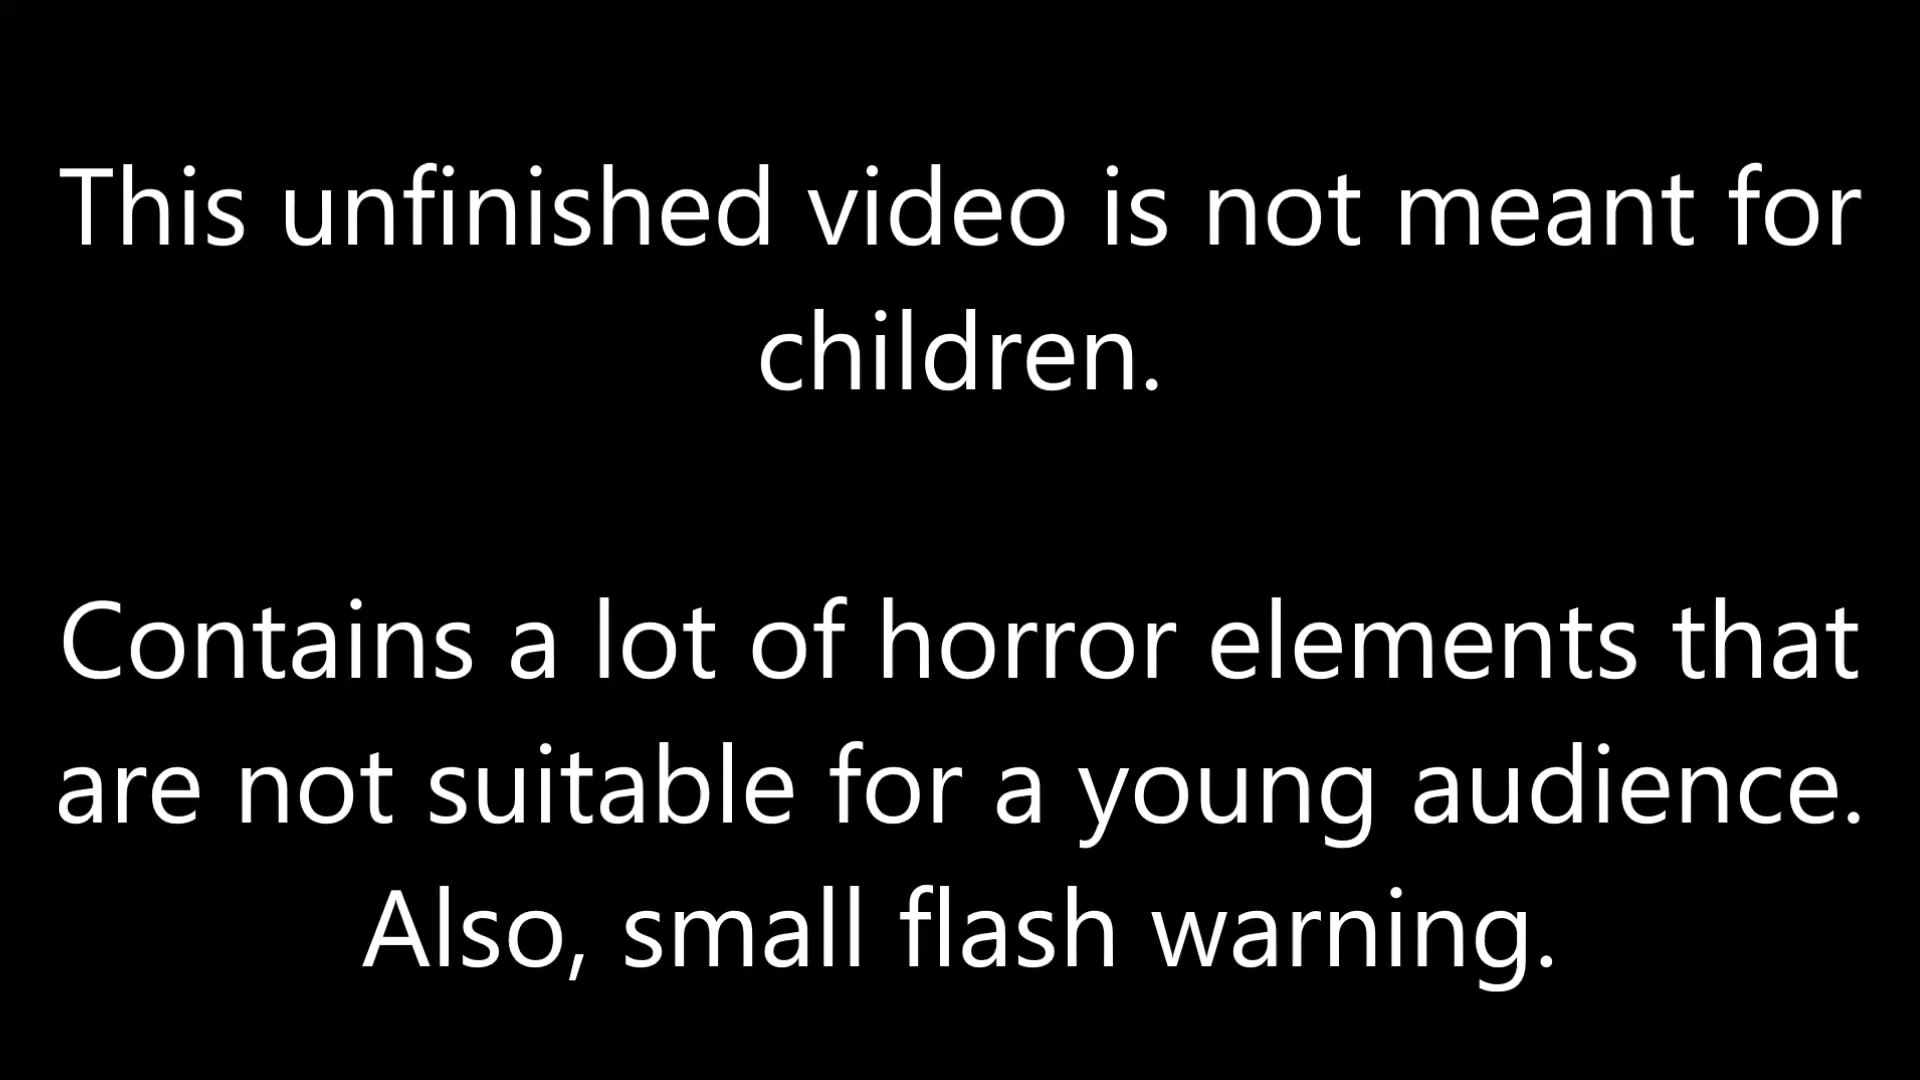 This unfinished video is not meant for
children.
Contains a lot of horror elements that
are not suitable for a young audience.
Also, small flash warning.